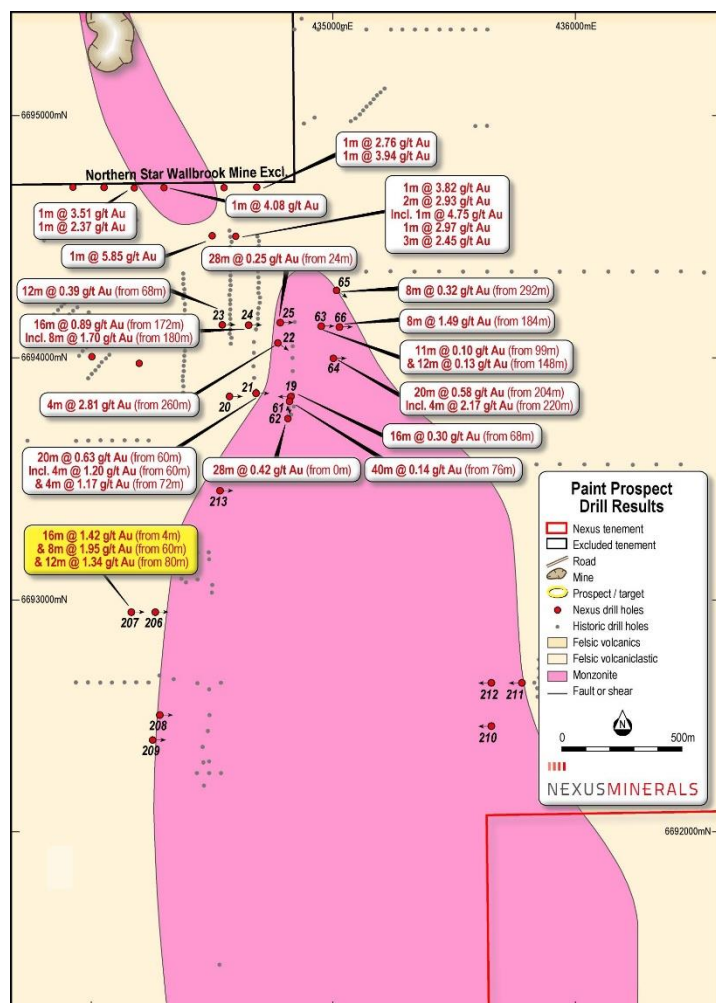 435000mE
436000mE
6695000mN
1m @ 2.76 g/t Au
1m @ 3.94 g/t Au
Northern Star Wallbrook Mine Excl.
1m @ 3.51 g/t Au
1m @ 2.37 g/t Au
1m @ 4.08 g/t Au
1m @ 3.82 g/t Au
2m @ 2.93 g/t Au
Incl. 1m @ 4.75 g/t Au
1m @ 2.97 g/t Au
3m @ 2.45 g/t Au
1m @ 5.85 g/t Au
28m @ 0.25 g/t Au (from 24m)
12m @ 0.39 g/t Au (from 68m)
65
8m @ 0.32 g/t Au (from 292m)
16m @ 0.89 g/t Au (from 172m)
Incl. 8m @ 1.70 g/t Au (from 180m)
23
24
25
63
66
8m @ 1.49 g/t Au (from 184m)
22
11m @ 0.10 g/t Au (from 99m)
& 12m @ 0.13 g/t Au (from 148m)
6694000mN
64
4m @ 2.81 g/t Au (from 260m)
20
21
19
61
62
20m @ 0.58 g/t Au (from 204m)
Incl. 4m @ 2.17 g/t Au (from 220m)
16m @ 0.30 g/t Au (from 68m)
20m @ 0.63 g/t Au (from 60m)
Incl. 4m @ 1.20 g/t Au (from 60m)
& 4m @ 1.17 g/t Au (from 72m)
28m @ 0.42 g/t Au (from 0m)
40m @ 0.14 g/t Au (from 76m)
213
16m @ 1.42 g/t Au (from 4m)
& 8m @ 1.95 g/t Au (from 60m)
& 12m @ 1.34 g/t Au (from 80m)
6693000mN
207
206
212
211
208
209
210
Paint Prospect
Drill Results
Nexus tenement
Excluded tenement
Road
Mine
Prospect / target
Nexus drill holes
Historic drill holes
Felsic volcanics
Felsic volcaniclastic
Monzonite
Fault or shear
N
0
500m
NEXUSMINERALS
6692000mN